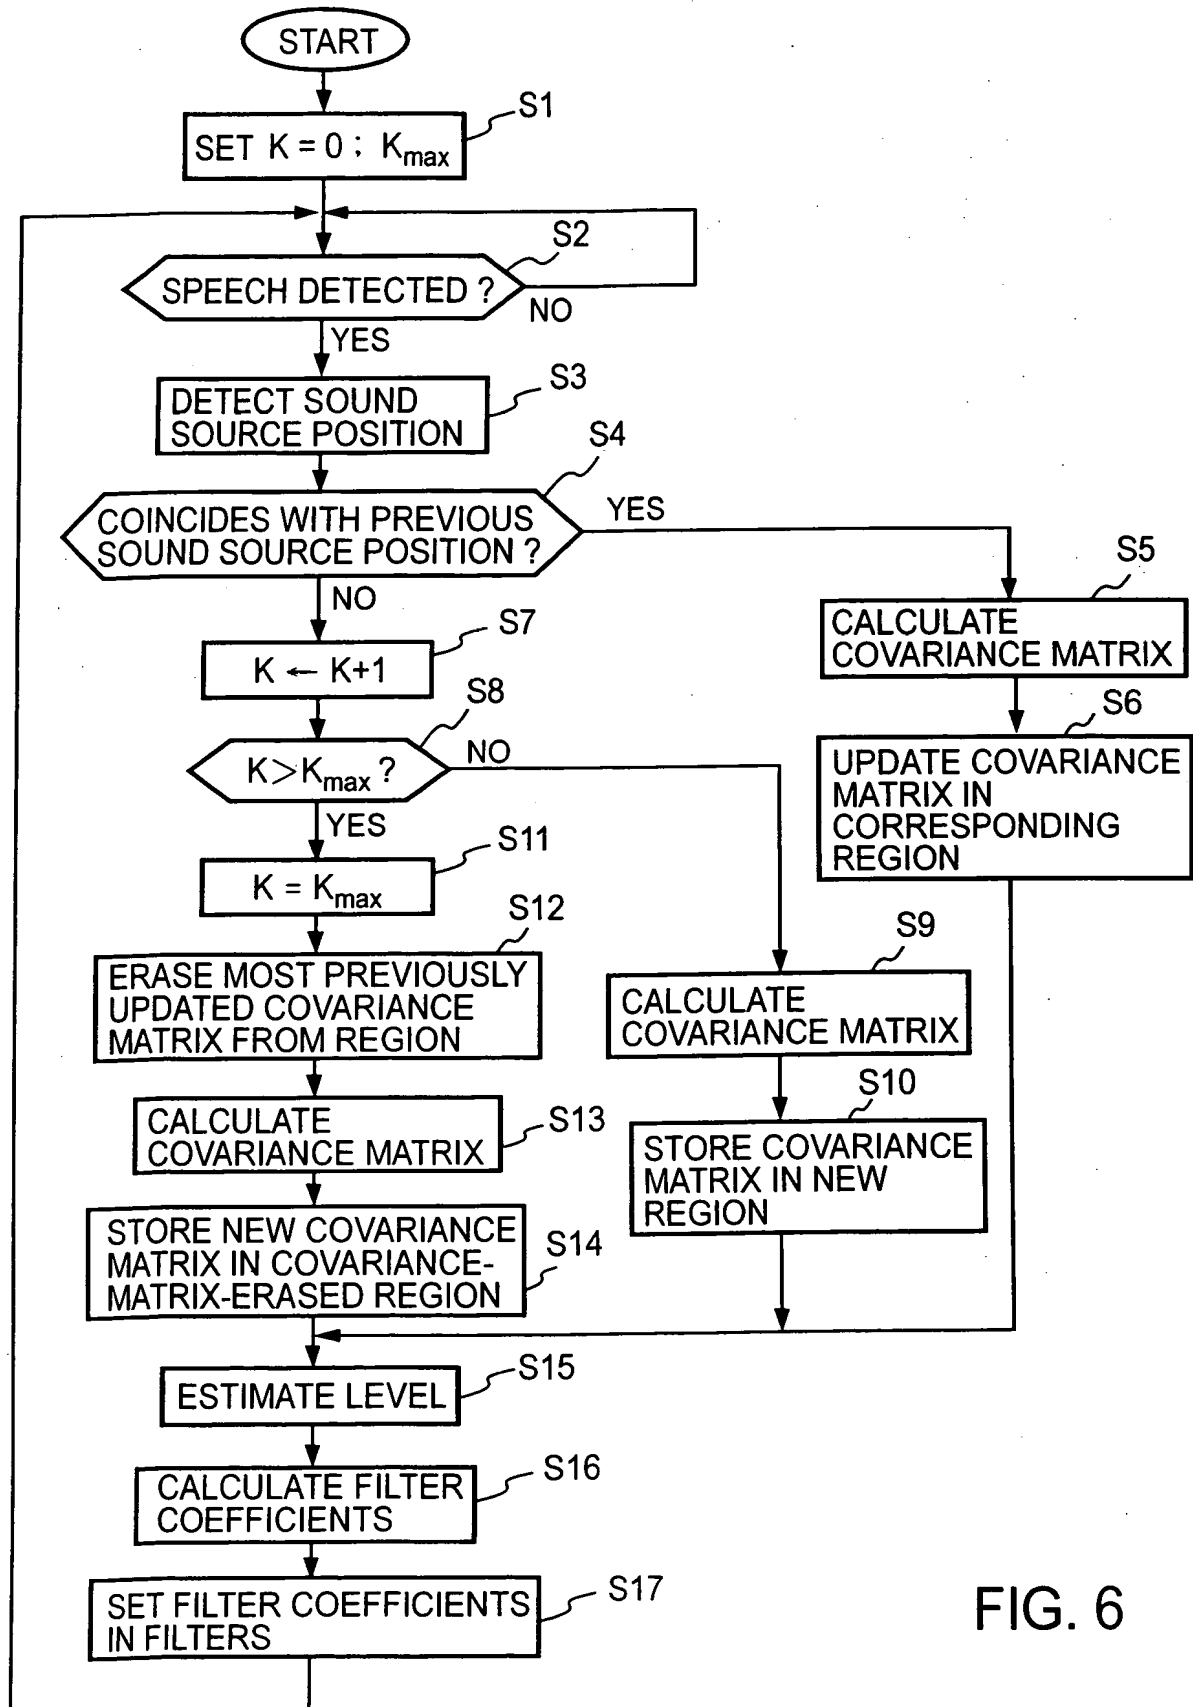 START
S1
SET K = 0 ; Kmax
S2
SPEECH DETECTED ?
NO
YES
S3
DETECT SOUND
SOURCE POSITION
S4
COINCIDES WITH PREVIOUS
SOUND SOURCE POSITION ?
YES
NO
S5
CALCULATE
COVARIANCE MATRIX
S6
UPDATE COVARIANCE
MATRIX IN
CORRESPONDING
REGION
S7
K ← K+1
S8
K > Kmax ?
NO
YES
S11
K = Kmax
S12
ERASE MOST PREVIOUSLY
UPDATED COVARIANCE
MATRIX FROM REGION
S9
CALCULATE
COVARIANCE MATRIX
S10
STORE COVARIANCE
MATRIX IN NEW
REGION
CALCULATE
COVARIANCE MATRIX
S13
STORE NEW COVARIANCE
MATRIX IN COVARIANCE-
MATRIX-ERASED REGION
S14
S15
ESTIMATE LEVEL
S16
CALCULATE FILTER
COEFFICIENTS
S17
SET FILTER COEFFICIENTS
IN FILTERS
FIG. 6